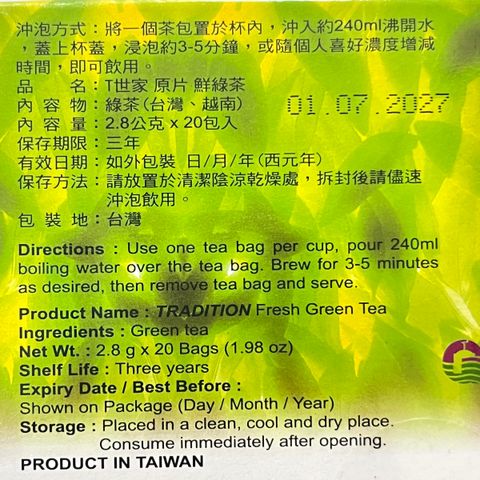 沖泡方式：將一個茶包置於杯內，沖入約240ml沸開水
，蓋上杯蓋，浸泡約3-5分鐘，或隨個人喜好濃度增減
時間，即可飲用。
品　　名：T世家 原片 鮮綠茶
內 容 物：綠茶(台灣、越南)
01.07.2027
內 容 量：2.8公克 x 20包入
保存期限：三年
有效日期：如外包裝 日/月/年(西元年)
保存方法：請放置於清潔陰涼乾燥處，拆封後請儘速
沖泡飲用。
包 裝 地：台灣
Directions : Use one tea bag per cup, pour 240ml
boiling water over the tea bag. Brew for 3-5 minutes
as desired, then remove tea bag and serve.
Product Name : TRADITION Fresh Green Tea
Ingredients : Green tea
Net Wt. : 2.8 g x 20 Bags (1.98 oz)
Shelf Life : Three years
Expiry Date / Best Before :
Shown on Package (Day / Month / Year)
Storage : Placed in a clean, cool and dry place.
Consume immediately after opening.
PRODUCT IN TAIWAN